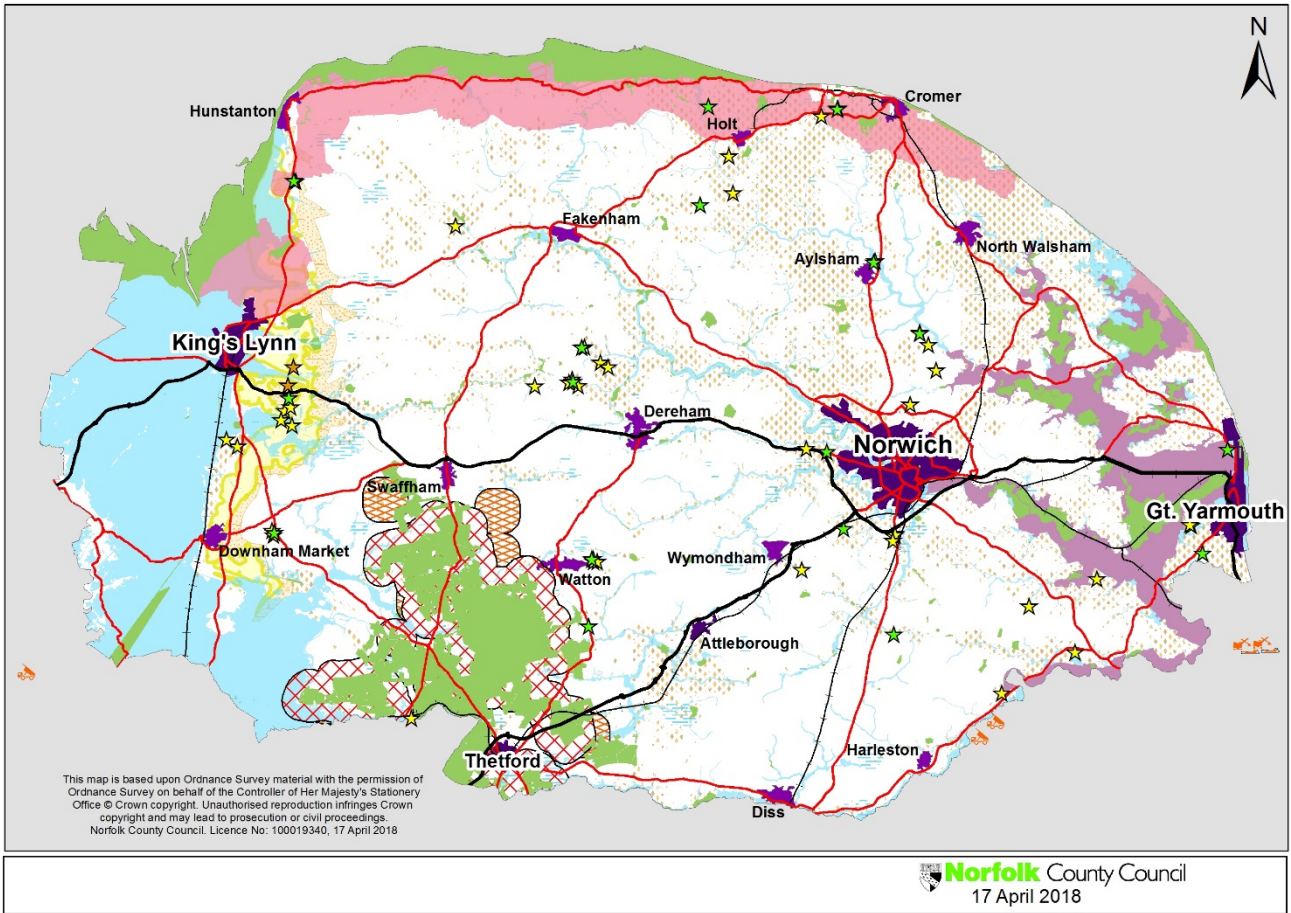 N
Cromer
Hunstanton
Holt
Fakenham
North Walsham
Aylsham
King's Lynn
Dereham
Norwich
Swaffham
Gt. Yarmouth
Downham Market
Wymondham
Watton
Attleborough
Harleston
Thetford
Diss
This map is based upon Ordnance Survey material with the permission of
Ordnance Survey on behalf of the Controller of Her Majesty's Stationery
Office © Crown copyright. Unauthorised reproduction infringes Crown
copyright and may lead to prosecution or civil proceedings.
Norfolk County Council. Licence No: 100019340, 17 April 2018
Norfolk County Council
17 April 2018